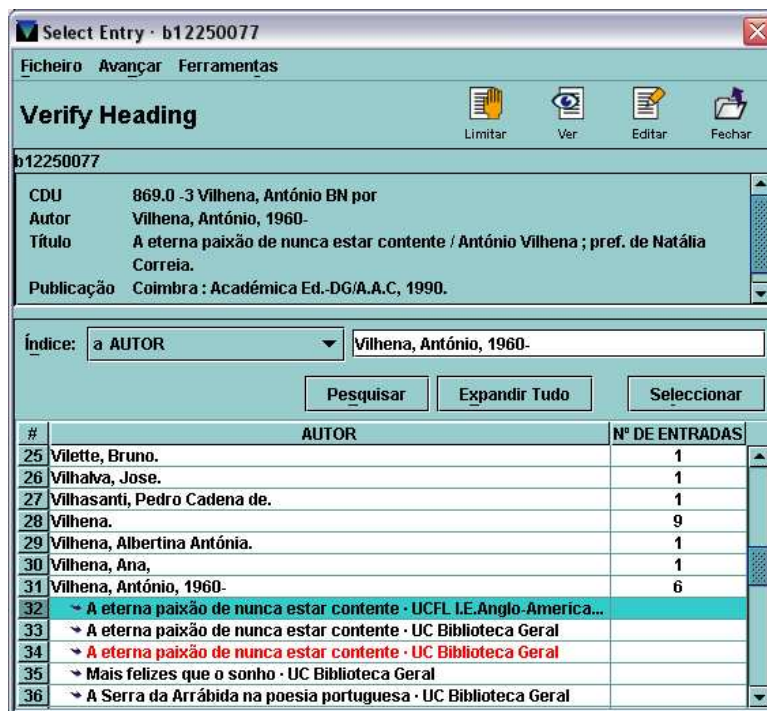 Select Entry · b12250077
Ficheiro Avançar Ferramentas
Verify Heading
Limitar Ver Editar Fechar
b12250077
CDU 869.0 -3 Vilhena, António BN por
Autor Vilhena, António, 1960-
Título A eterna paixão de nunca estar contente / António Vilhena ; pref. de Natália
Correia.
Publicação Coimbra : Académica Ed.-DG/A.A.C, 1990.
Índice: a AUTOR Vilhena, António, 1960-
Pesquisar Expandir Tudo Seleccionar
# AUTOR Nº DE ENTRADAS
25 Vilette, Bruno. 1
26 Vilhalva, Jose. 1
27 Vilhasanti, Pedro Cadena de. 1
28 Vilhena. 9
29 Vilhena, Albertina Antónia. 1
30 Vilhena, Ana, 1
31 Vilhena, António, 1960- 6
32 A eterna paixão de nunca estar contente · UCFL I.E.Anglo-America...
33 A eterna paixão de nunca estar contente · UC Biblioteca Geral
34 A eterna paixão de nunca estar contente · UC Biblioteca Geral
35 Mais felizes que o sonho · UC Biblioteca Geral
36 A Serra da Arrábida na poesia portuguesa · UC Biblioteca Geral